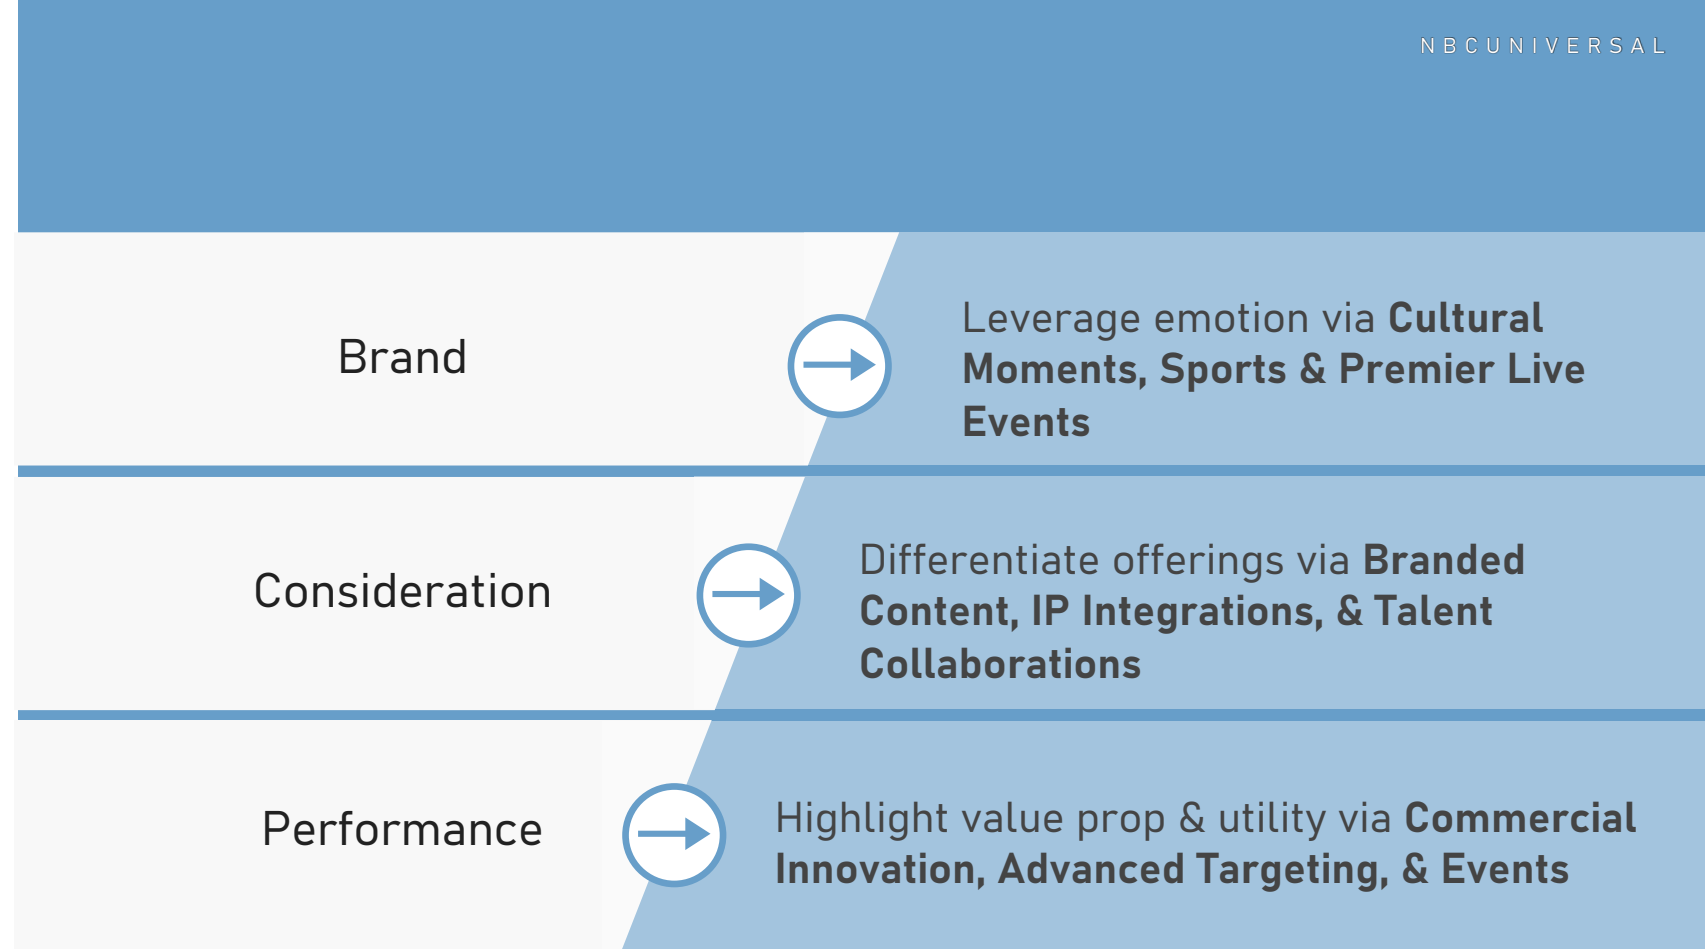 NBCUNIVERSAL
Brand
Leverage emotion via Cultural
Moments, Sports & Premier Live
Events
Consideration
Differentiate offerings via Branded
Content, IP Integrations, & Talent
Collaborations
Performance
Highlight value prop & utility via Commercial
Innovation, Advanced Targeting, & Events